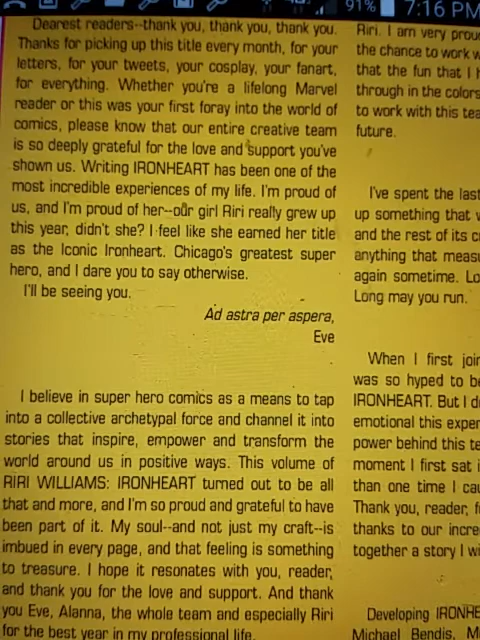 91% 7:16 PM
Dearest readers--thank you, thank you, thank you.
Thanks for picking up this title every month, for your
letters, for your tweets, your cosplay, your fanart,
for everything. Whether you're a lifelong Marvel
reader or this was your first foray into the world of
comics, please know that our entire creative team
is so deeply grateful for the love and support you've
shown us. Writing IRONHEART has been one of the
most incredible experiences of my life. I'm proud of
us, and I'm proud of her--our girl Riri really grew up
this year, didn't she? I feel like she earned her title
as the Iconic Ironheart. Chicago's greatest super
hero, and I dare you to say otherwise.
I'll be seeing you.
Ad astra per aspera,
Eve
I believe in super hero comics as a means to tap
into a collective archetypal force and channel it into
stories that inspire, empower and transform the
world around us in positive ways. This volume of
RIRI WILLIAMS: IRONHEART turned out to be all
that and more, and I'm so proud and grateful to have
been part of it. My soul--and not just my craft--is
imbued in every page, and that feeling is something
to treasure. I hope it resonates with you, reader,
and thank you for the love and support. And thank
you Eve, Alanna, the whole team and especially Riri
for the best year in my professional life.
Riri. I am very prou
the chance to work w
that the fun that I h
through in the colors
to work with this tea
future.
I've spent the last
up something that w
and the rest of its c
anything that meas
again sometime. Lo
Long may you run.
When I first join
was so hyped to be
IRONHEART. But I d
emotional this exper
power behind this te
moment I first sat i
than one time I cau
Thank you, reader, f
thanks to our incre
together a story I wi
Developing IRONHE
Michael Bendis, M